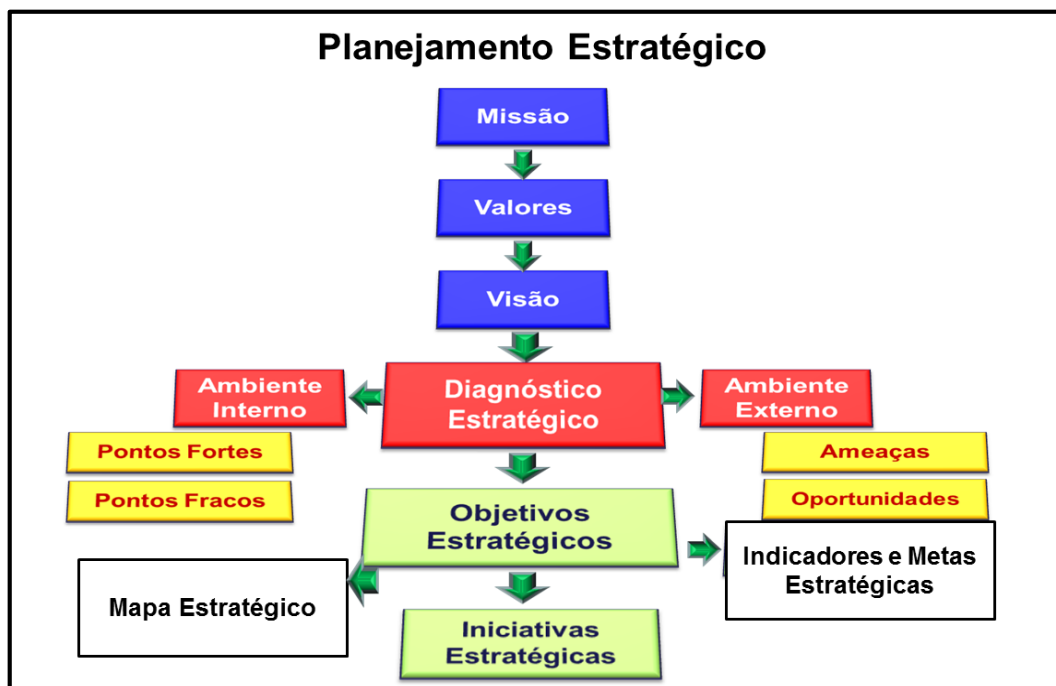 Planejamento Estratégico
Missão
Valores
Visão
Ambiente
Interno
Diagnóstico
Estratégico
Ambiente
Externo
Pontos Fortes
Pontos Fracos
Ameaças
Oportunidades
Objetivos
Estratégicos
Indicadores e Metas
Estratégicas
Mapa Estratégico
Iniciativas
Estratégicas